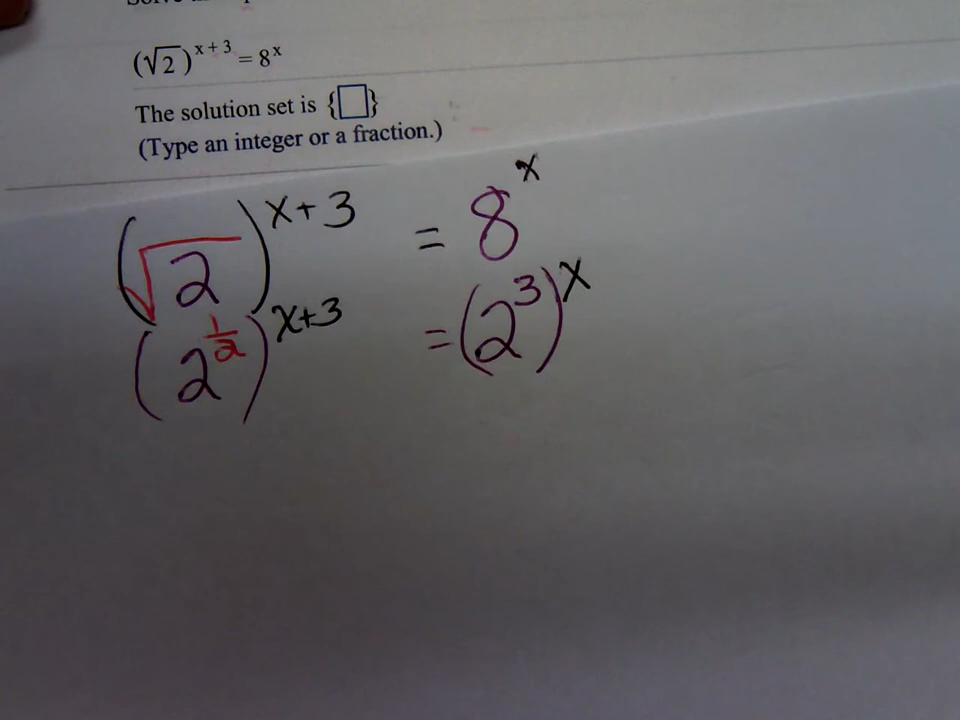 (√2)^(x + 3) = 8^x
The solution set is {□}
(Type an integer or a fraction.)
(√2)^(x+3) = 8^x
(2^(1/2))^(x+3) = (2^3)^x